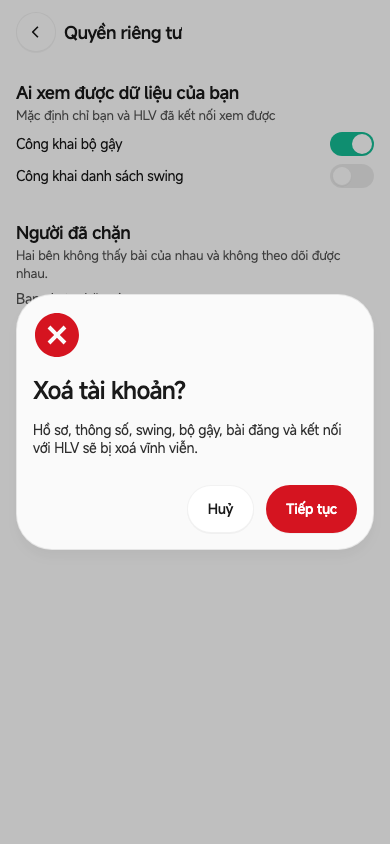 Quyền riêng tư
Ai xem được dữ liệu của bạn
Mặc định chỉ bạn và HLV đã kết nối xem được
Công khai bộ gậy
Công khai danh sách swing
Người đã chặn
Hai bên không thấy bài của nhau và không theo dõi được
nhau.
Xoá tài khoản?
Hồ sơ, thông số, swing, bộ gậy, bài đăng và kết nối
với HLV sẽ bị xoá vĩnh viễn.
Huỷ
Tiếp tục